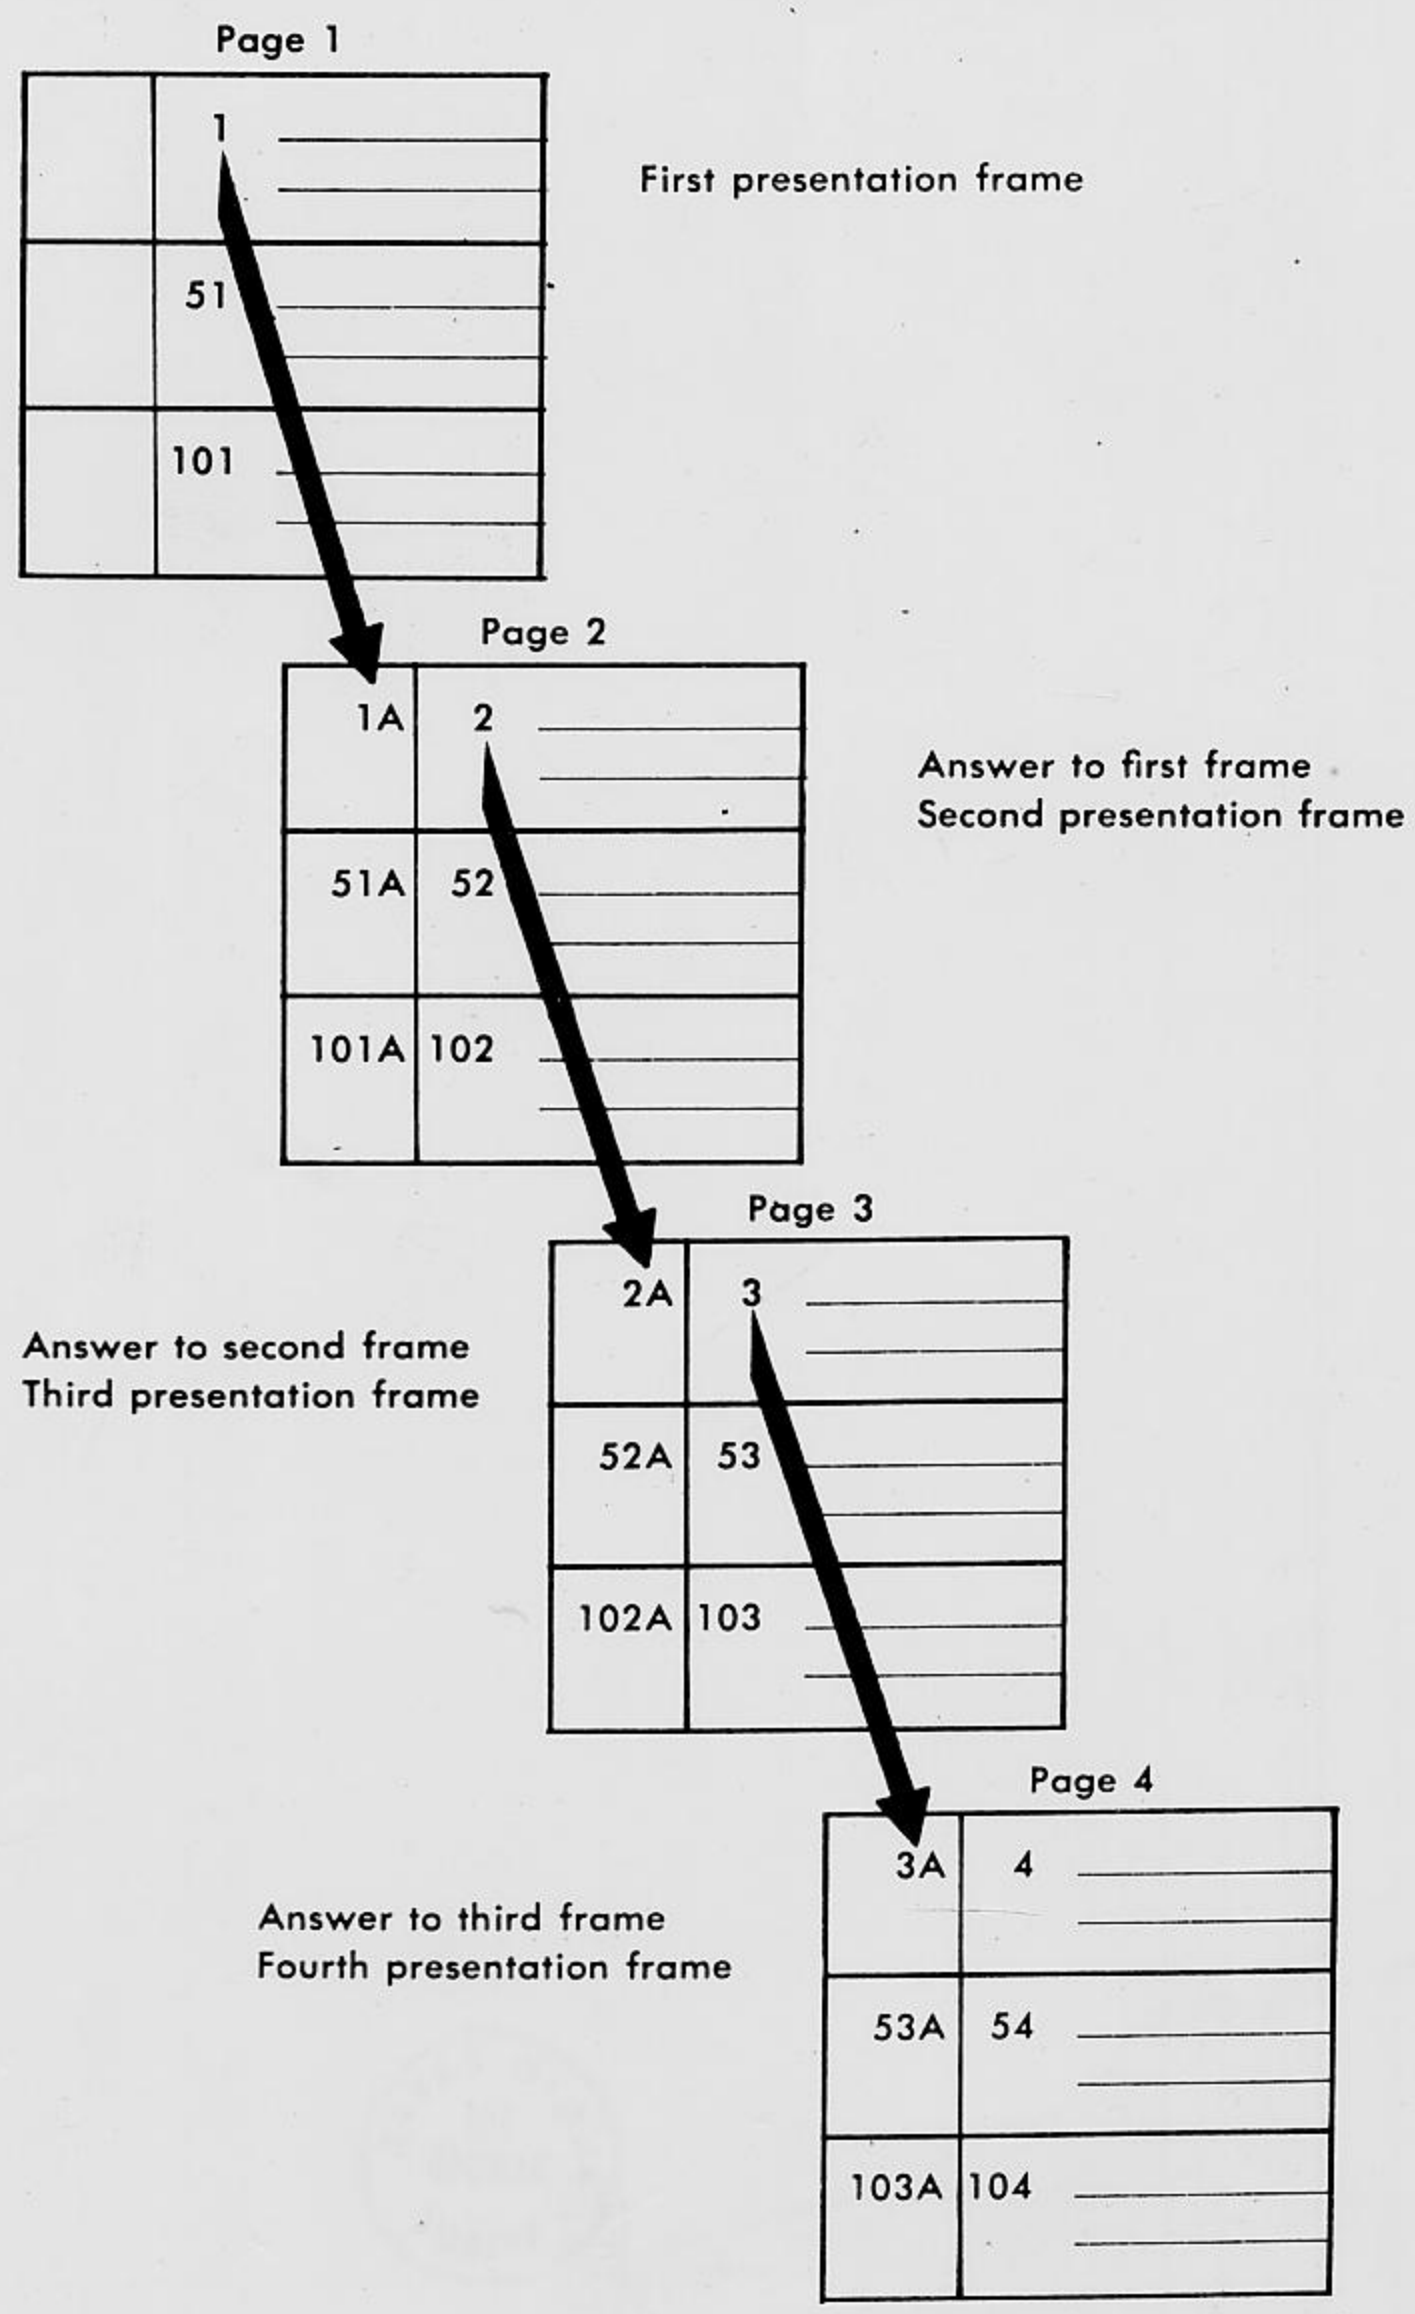 Page 1
1
First presentation frame
51
101
Page 2
1A 2
Answer to first frame
Second presentation frame
51A 52
101A 102
Page 3
2A 3
Answer to second frame
Third presentation frame
52A 53
102A 103
Page 4
3A 4
Answer to third frame
Fourth presentation frame
53A 54
103A 104